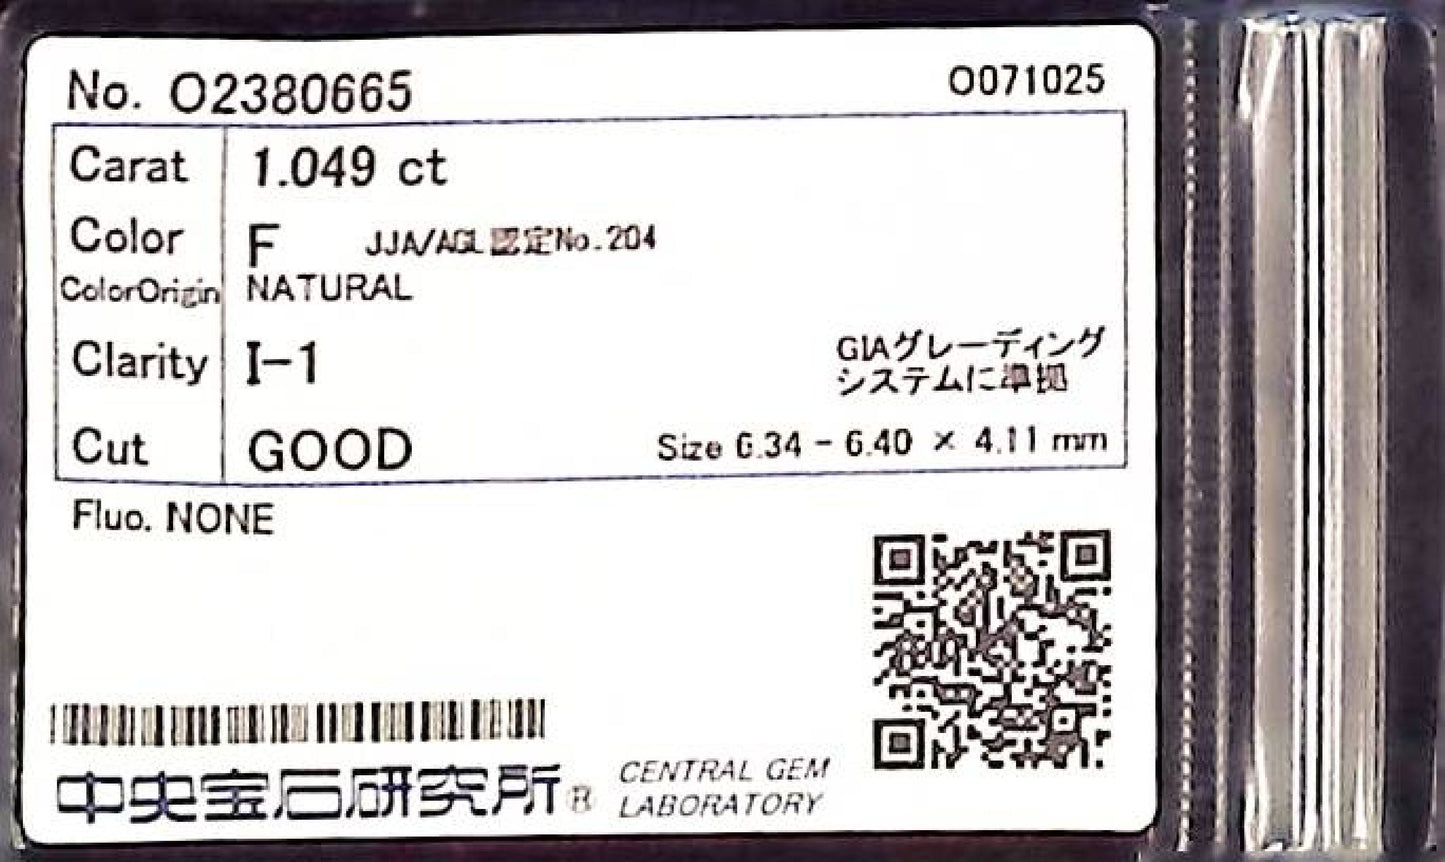 No. O2380665
O071025
Carat 1.049 ct
Color F JJA/AGL認定No.204
ColorOrigin NATURAL
Clarity I-1
GIAグレーディング
システムに準拠
Cut GOOD Size 6.34 - 6.40 × 4.11 mm
Fluo. NONE
中央宝石研究所® CENTRAL GEM
LABORATORY